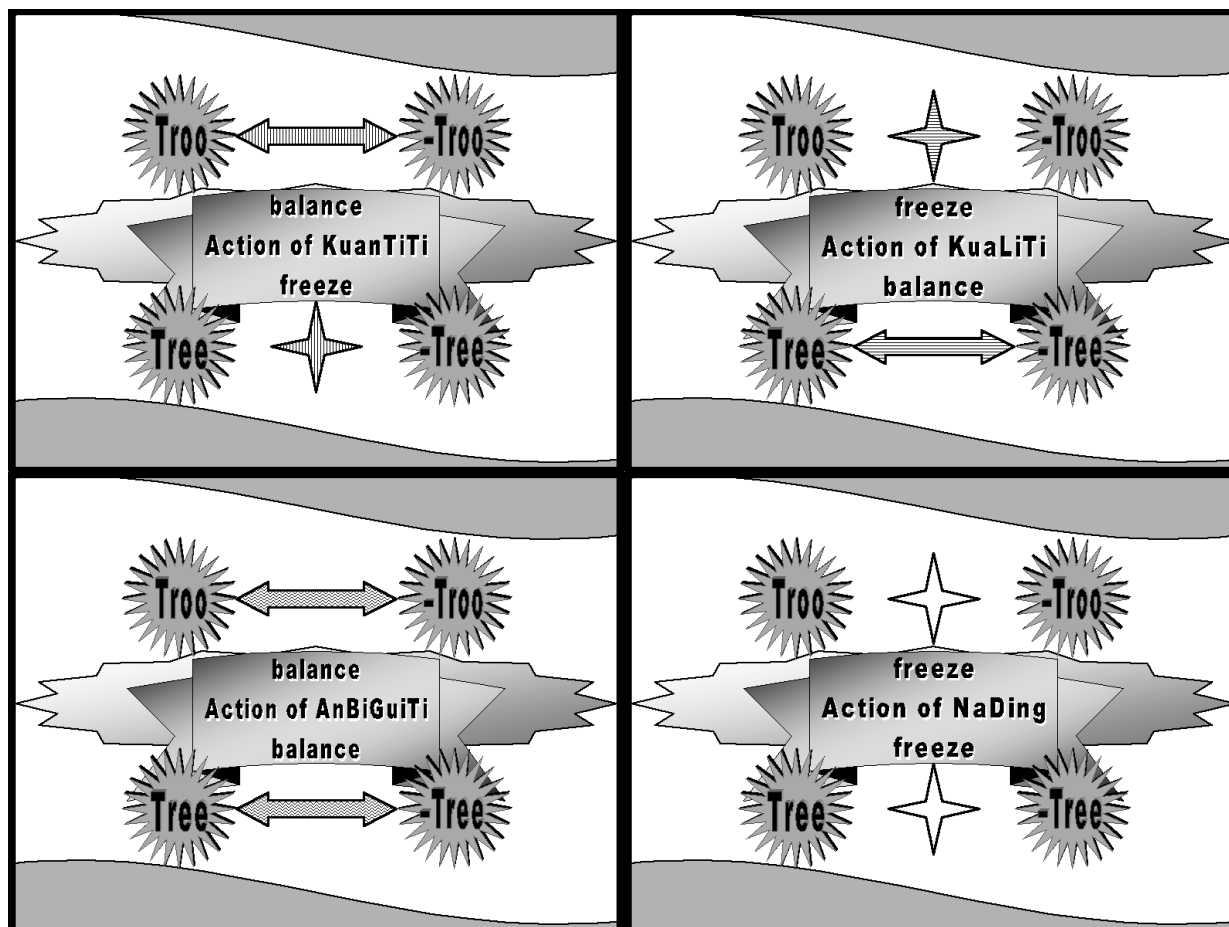 Troo -Troo
balance
Action of KuanTiTi
freeze
Tree -Tree
Troo -Troo
freeze
Action of KuaLiTi
balance
Tree -Tree
Troo -Troo
balance
Action of AnBiGuiTi
balance
Tree -Tree
Troo -Troo
freeze
Action of NaDing
freeze
Tree -Tree